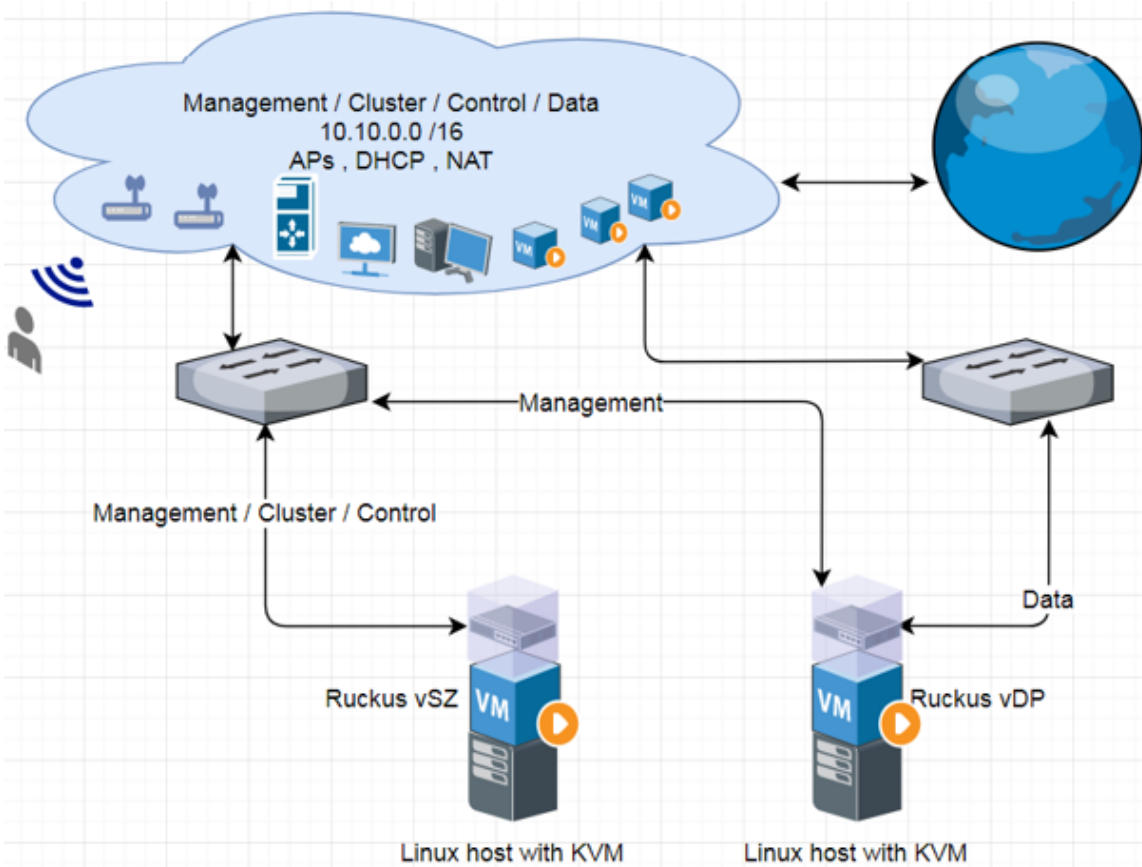 Management / Cluster / Control / Data
10.10.0.0 /16
APs , DHCP , NAT
VM
VM
VM
Management
Management / Cluster / Control
Data
Ruckus vSZ
VM
VM
Ruckus vDP
Linux host with KVM
Linux host with KVM